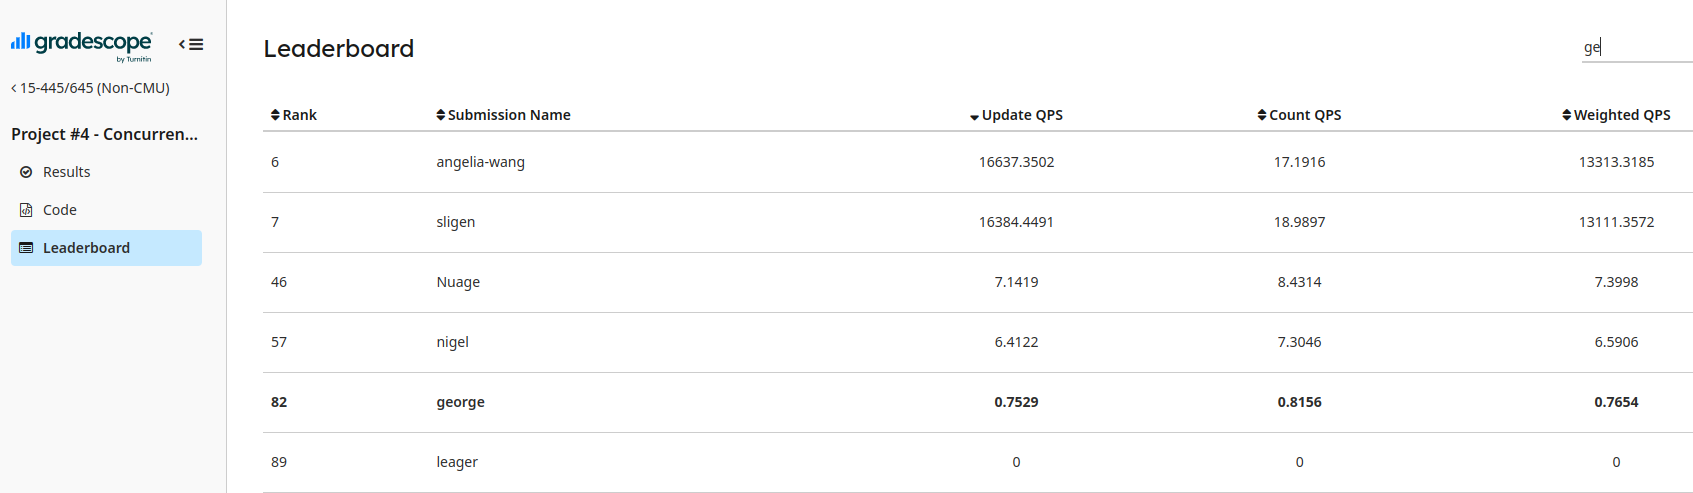 gradescope
by Turnitin
15-445/645 (Non-CMU)
Project #4 - Concurren...
Results
Code
Leaderboard
Leaderboard
ge
Rank Submission Name Update QPS Count QPS Weighted QPS
6 angelia-wang 16637.3502 17.1916 13313.3185
7 sligen 16384.4491 18.9897 13111.3572
46 Nuage 7.1419 8.4314 7.3998
57 nigel 6.4122 7.3046 6.5906
82 george 0.7529 0.8156 0.7654
89 leager 0 0 0